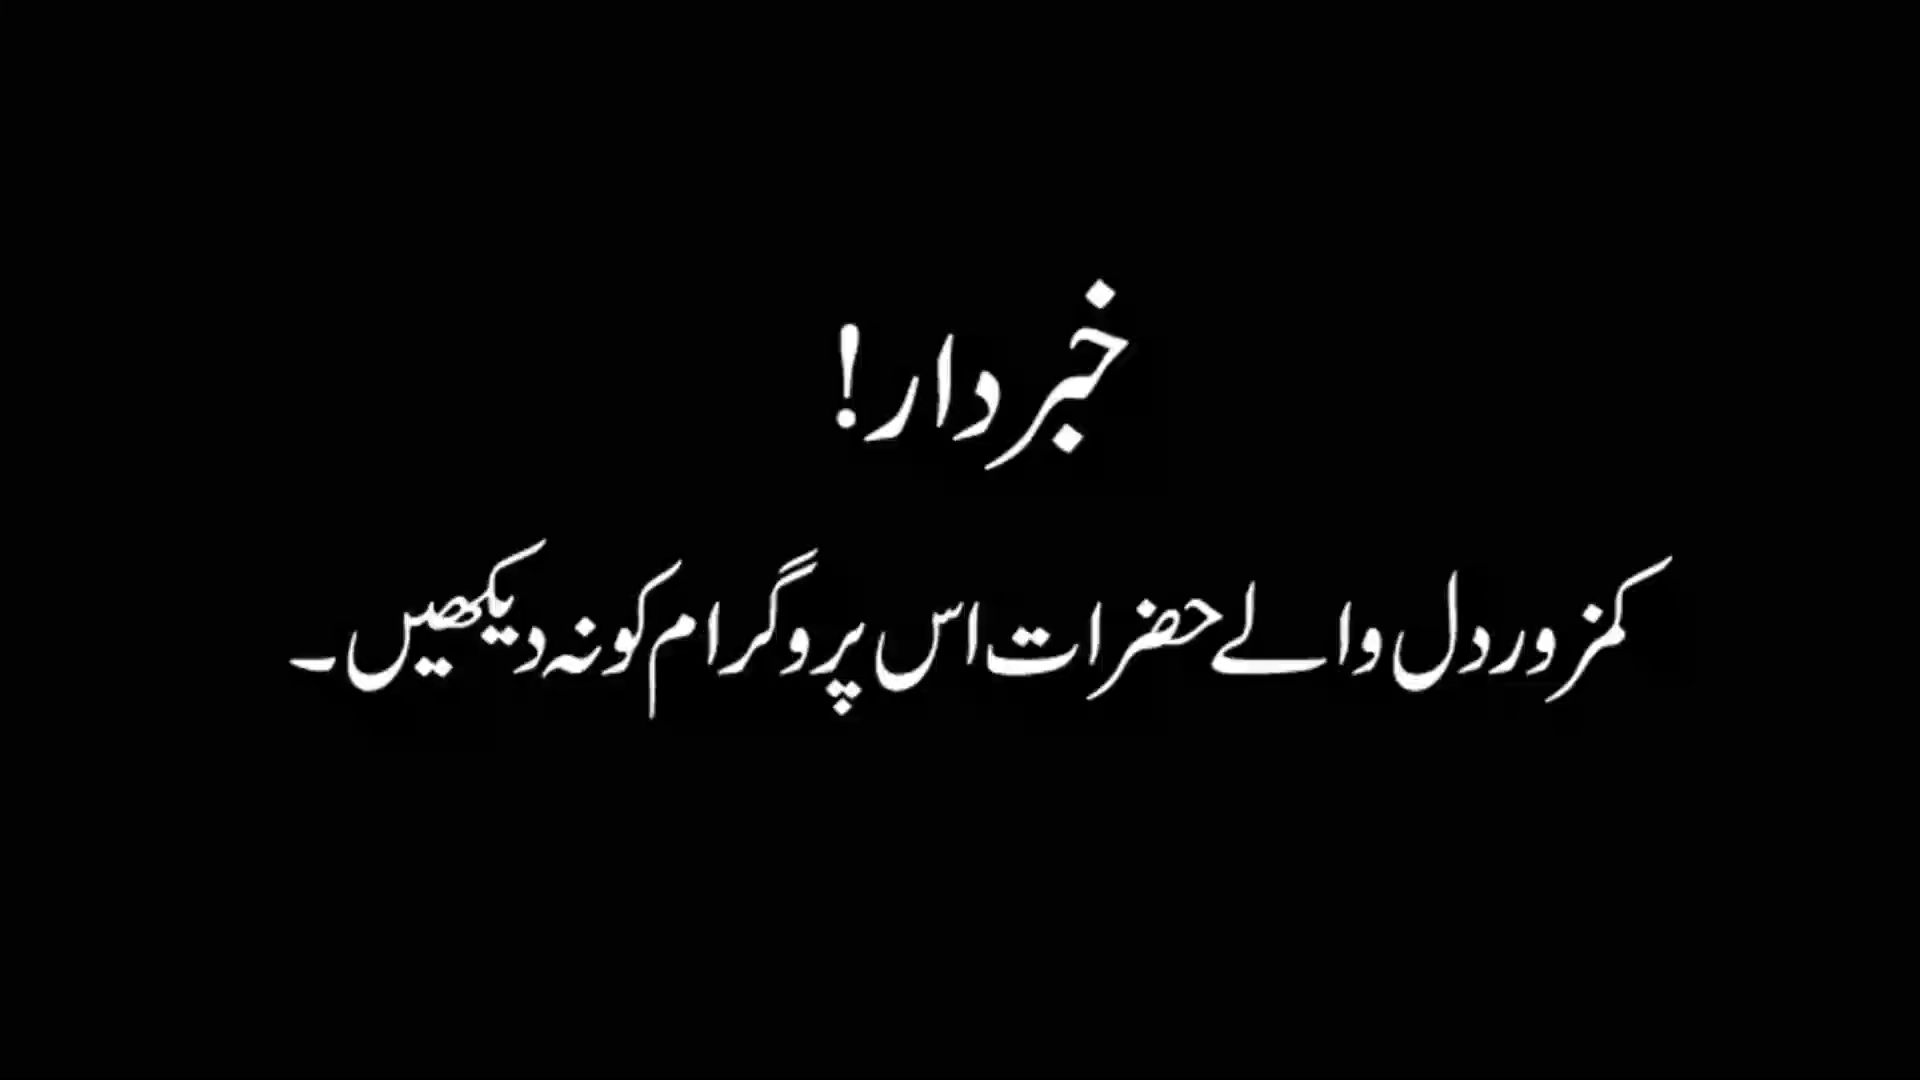 خبردار!
کمزور دل والے حضرات اس پروگرام کو نہ دیکھیں۔